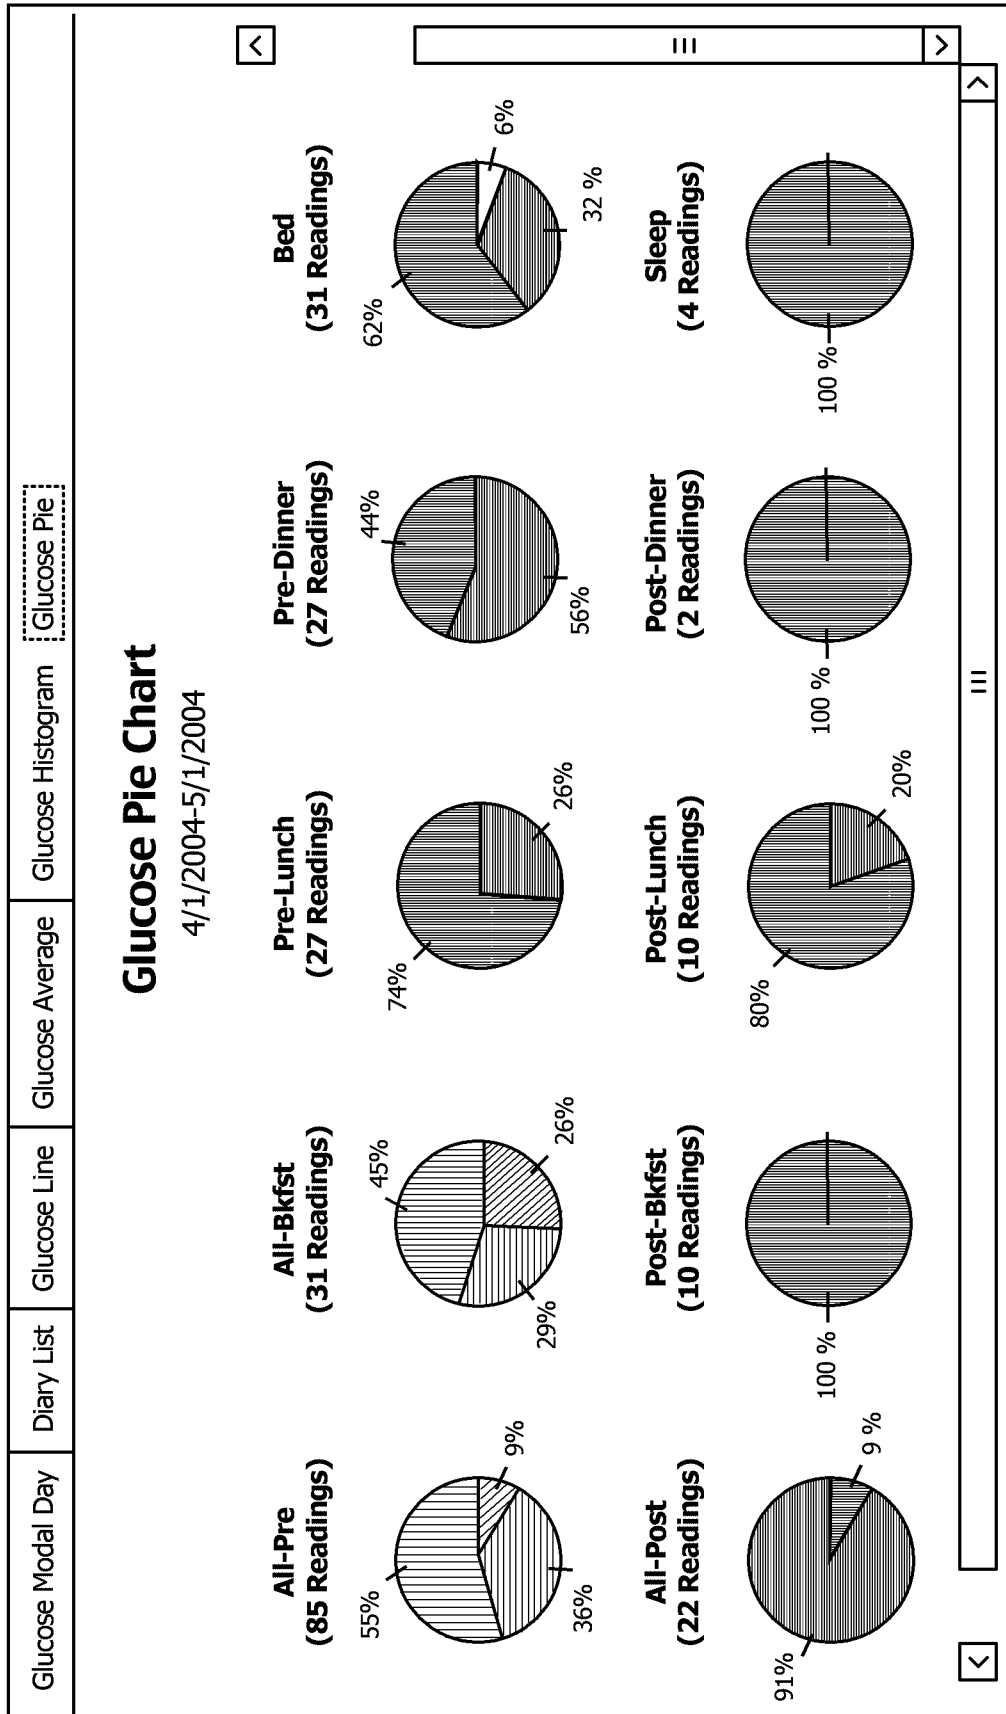 Glucose Modal Day
Diary List
Glucose Line
Glucose Average
Glucose Histogram
Glucose Pie
Glucose Pie Chart
4/1/2004-5/1/2004
All-Pre
(85 Readings)
55%
9%
36%
All-Bkfst
(31 Readings)
45%
26%
29%
Pre-Lunch
(27 Readings)
74%
26%
Pre-Dinner
(27 Readings)
44%
56%
Bed
(31 Readings)
62%
6%
32 %
All-Post
(22 Readings)
91%
9 %
Post-Bkfst
(10 Readings)
100 %
Post-Lunch
(10 Readings)
80%
20%
Post-Dinner
(2 Readings)
100 %
Sleep
(4 Readings)
100 %